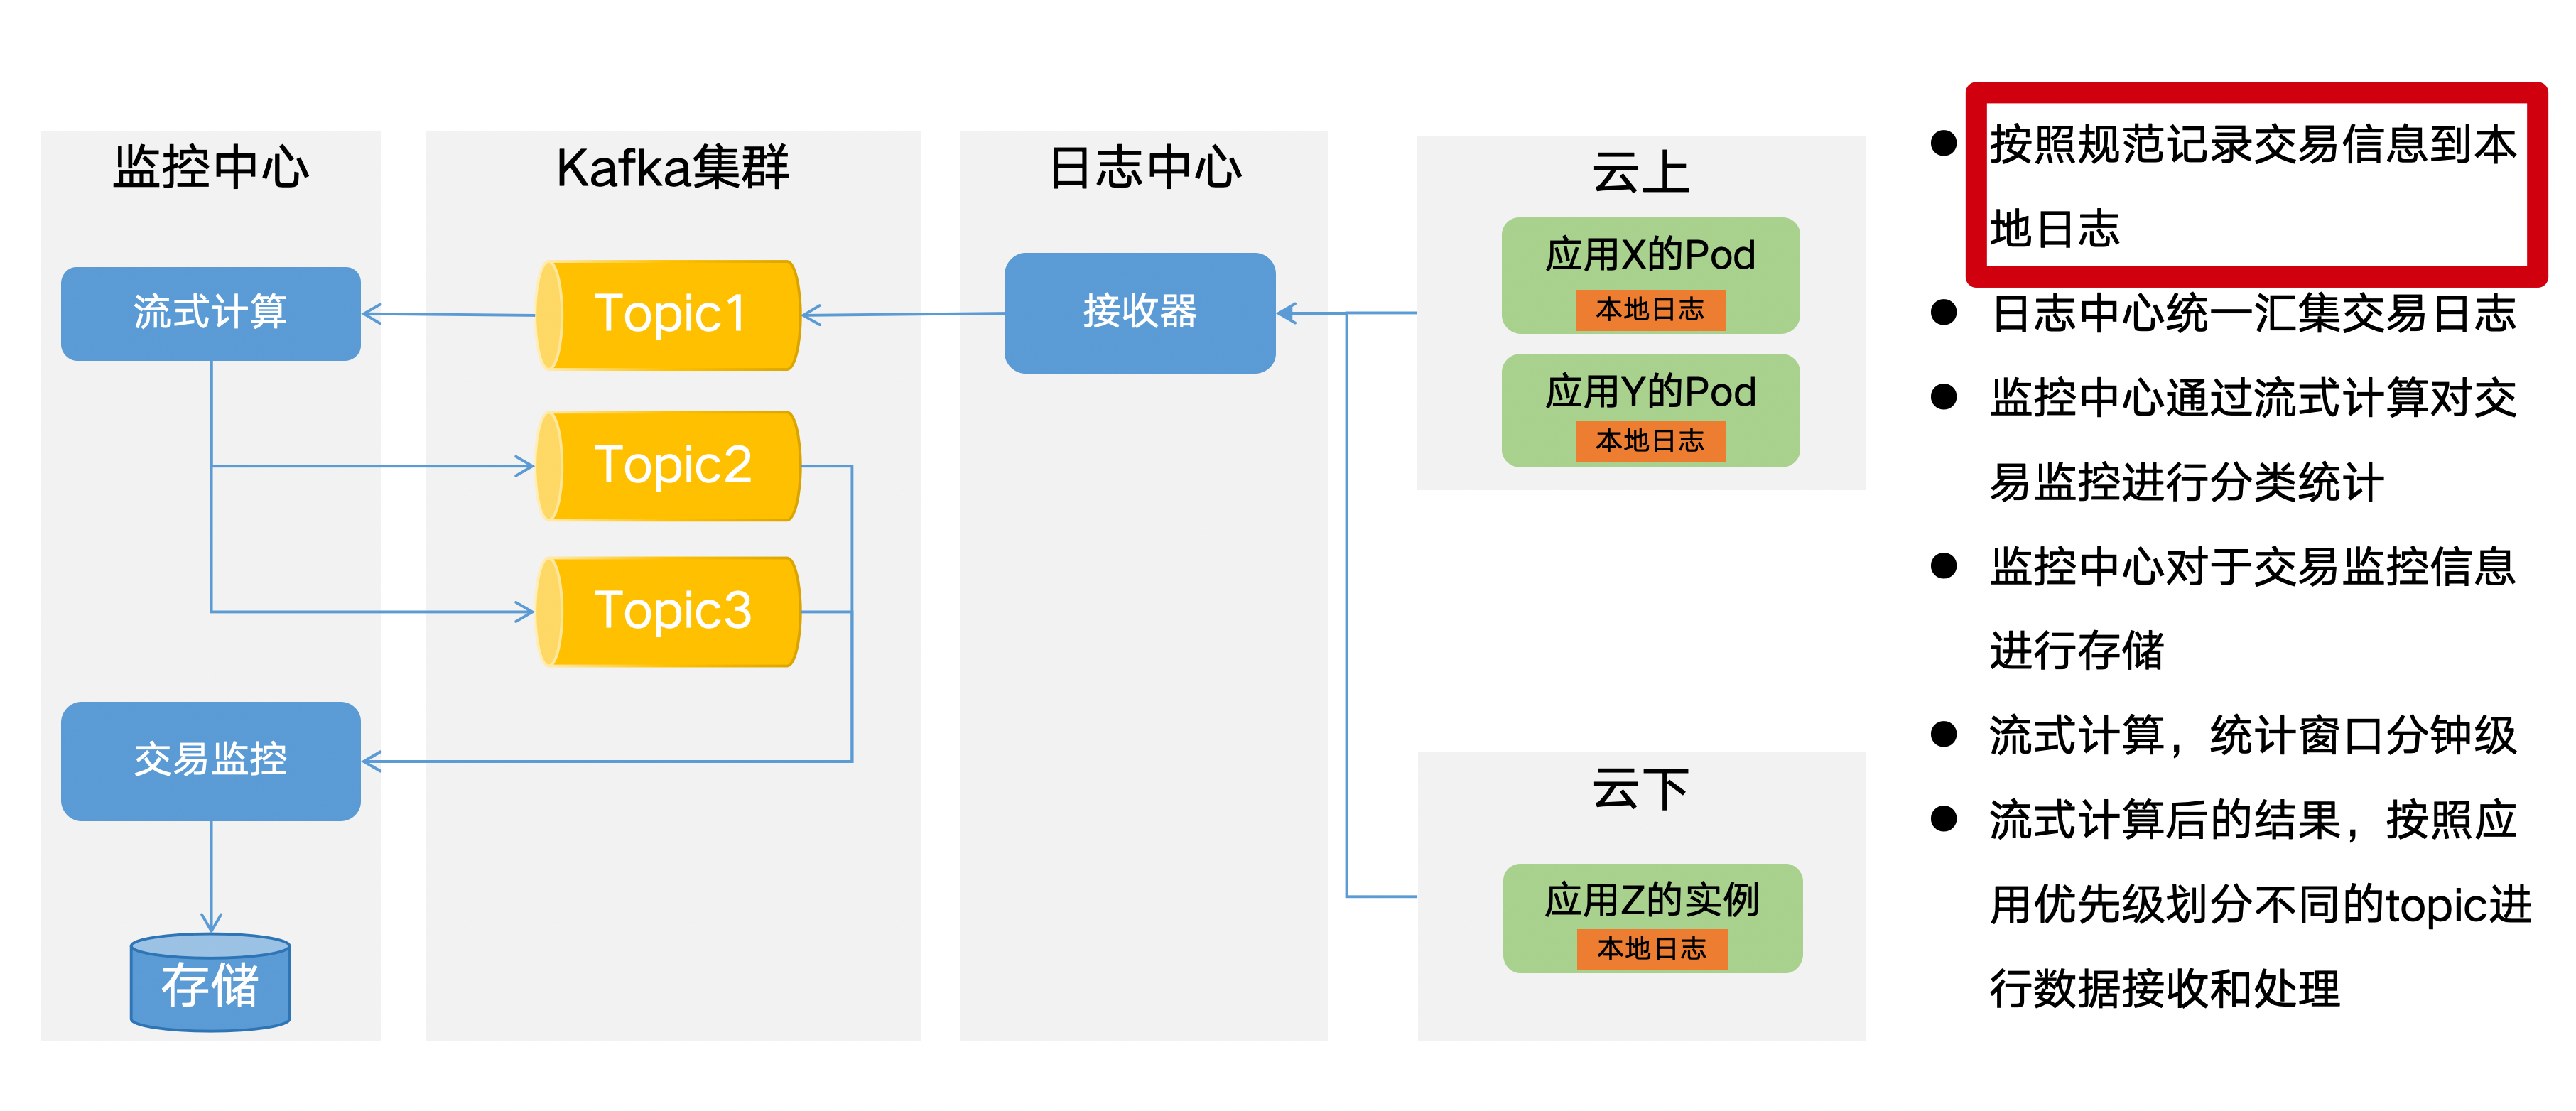 监控中心
流式计算
交易监控
存储
Kafka集群
Topic1
Topic2
Topic3
日志中心
接收器
云上
应用X的Pod
本地日志
应用Y的Pod
本地日志
云下
应用Z的实例
本地日志
● 按照规范记录交易信息到本
地日志
● 日志中心统一汇集交易日志
● 监控中心通过流式计算对交
易监控进行分类统计
● 监控中心对于交易监控信息
进行存储
● 流式计算，统计窗口分钟级
● 流式计算后的结果，按照应
用优先级划分不同的topic进
行数据接收和处理